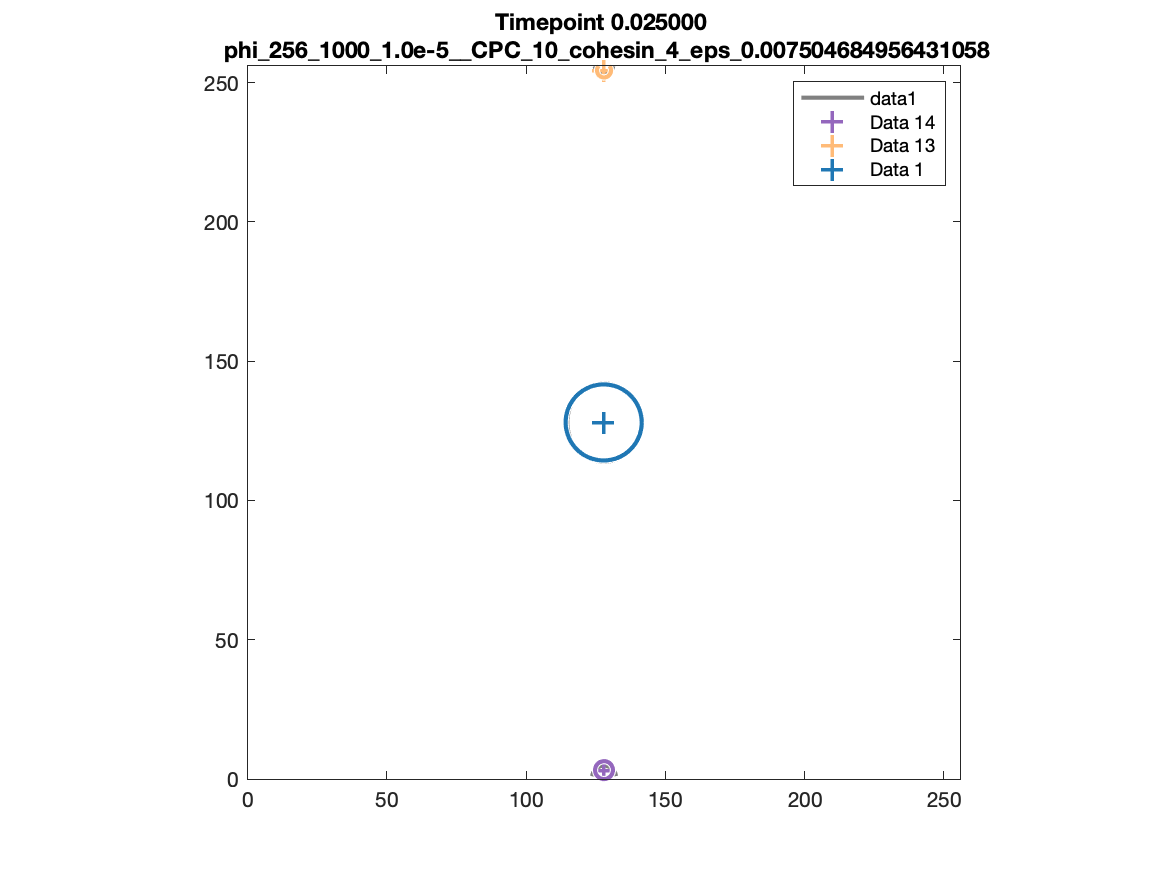 Timepoint 0.025000
phi_256_1000_1.0e-5__CPC_10_cohesin_4_eps_0.007504684956431058
250
200
150
100
50
0
0 50 100 150 200 250
data1
Data 14
Data 13
Data 1